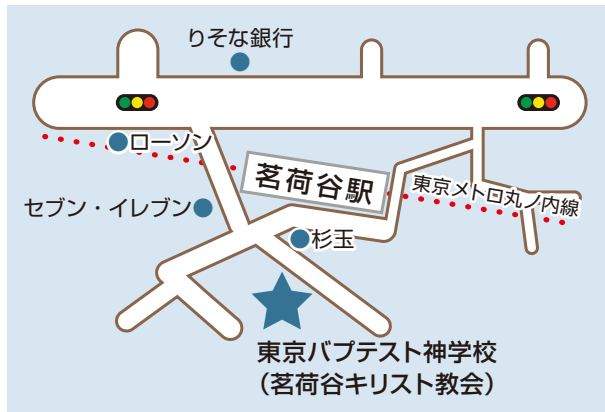 りそな銀行
ローソン
茗荷谷駅
東京メトロ丸ノ内線
セブン・イレブン
杉玉
東京バプテスト神学校
（茗荷谷キリスト教会）